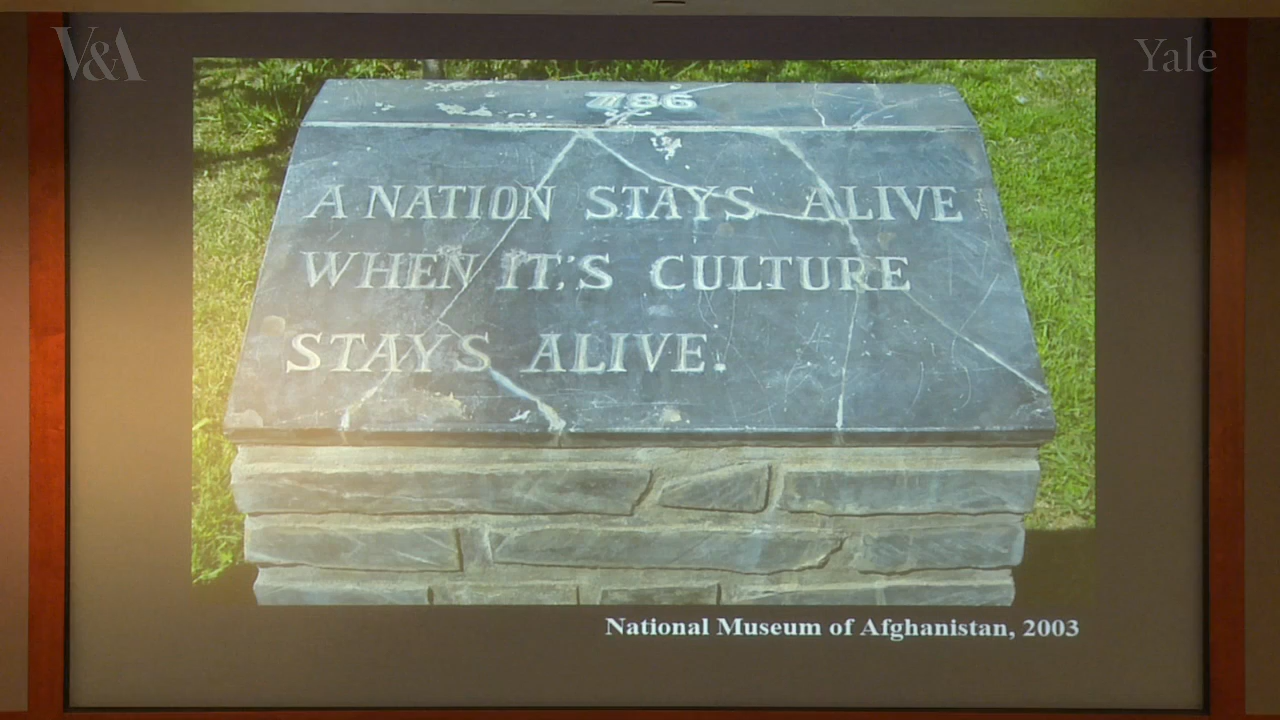 V&A
Yale
786
A NATION STAYS ALIVE
WHEN IT'S CULTURE
STAYS ALIVE.
National Museum of Afghanistan, 2003